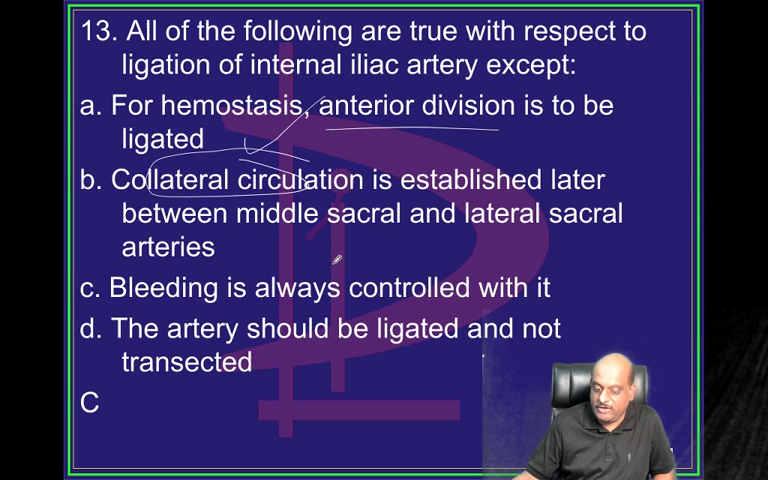 13. All of the following are true with respect to
ligation of internal iliac artery except:
a. For hemostasis, anterior division is to be
ligated
b. Collateral circulation is established later
between middle sacral and lateral sacral
arteries
c. Bleeding is always controlled with it
d. The artery should be ligated and not
transected
C